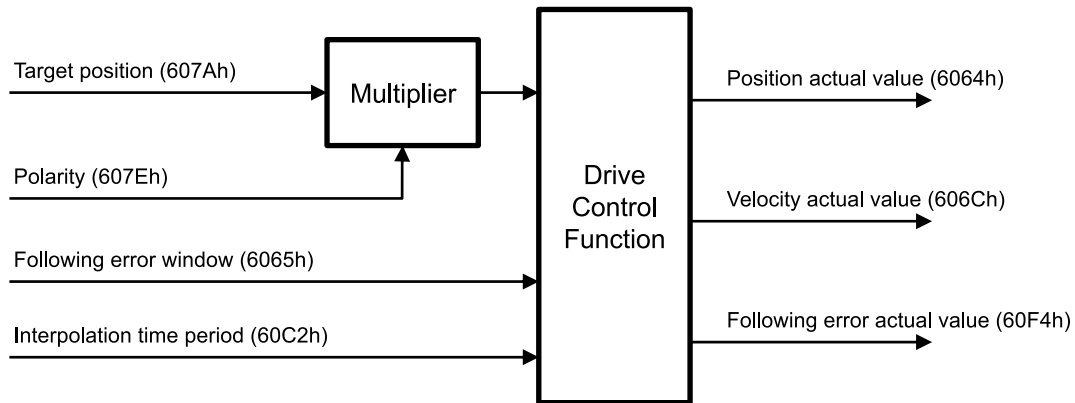 Target position (607Ah)
Multiplier
Polarity (607Eh)
Following error window (6065h)
Interpolation time period (60C2h)
Drive
Control
Function
Position actual value (6064h)
Velocity actual value (606Ch)
Following error actual value (60F4h)